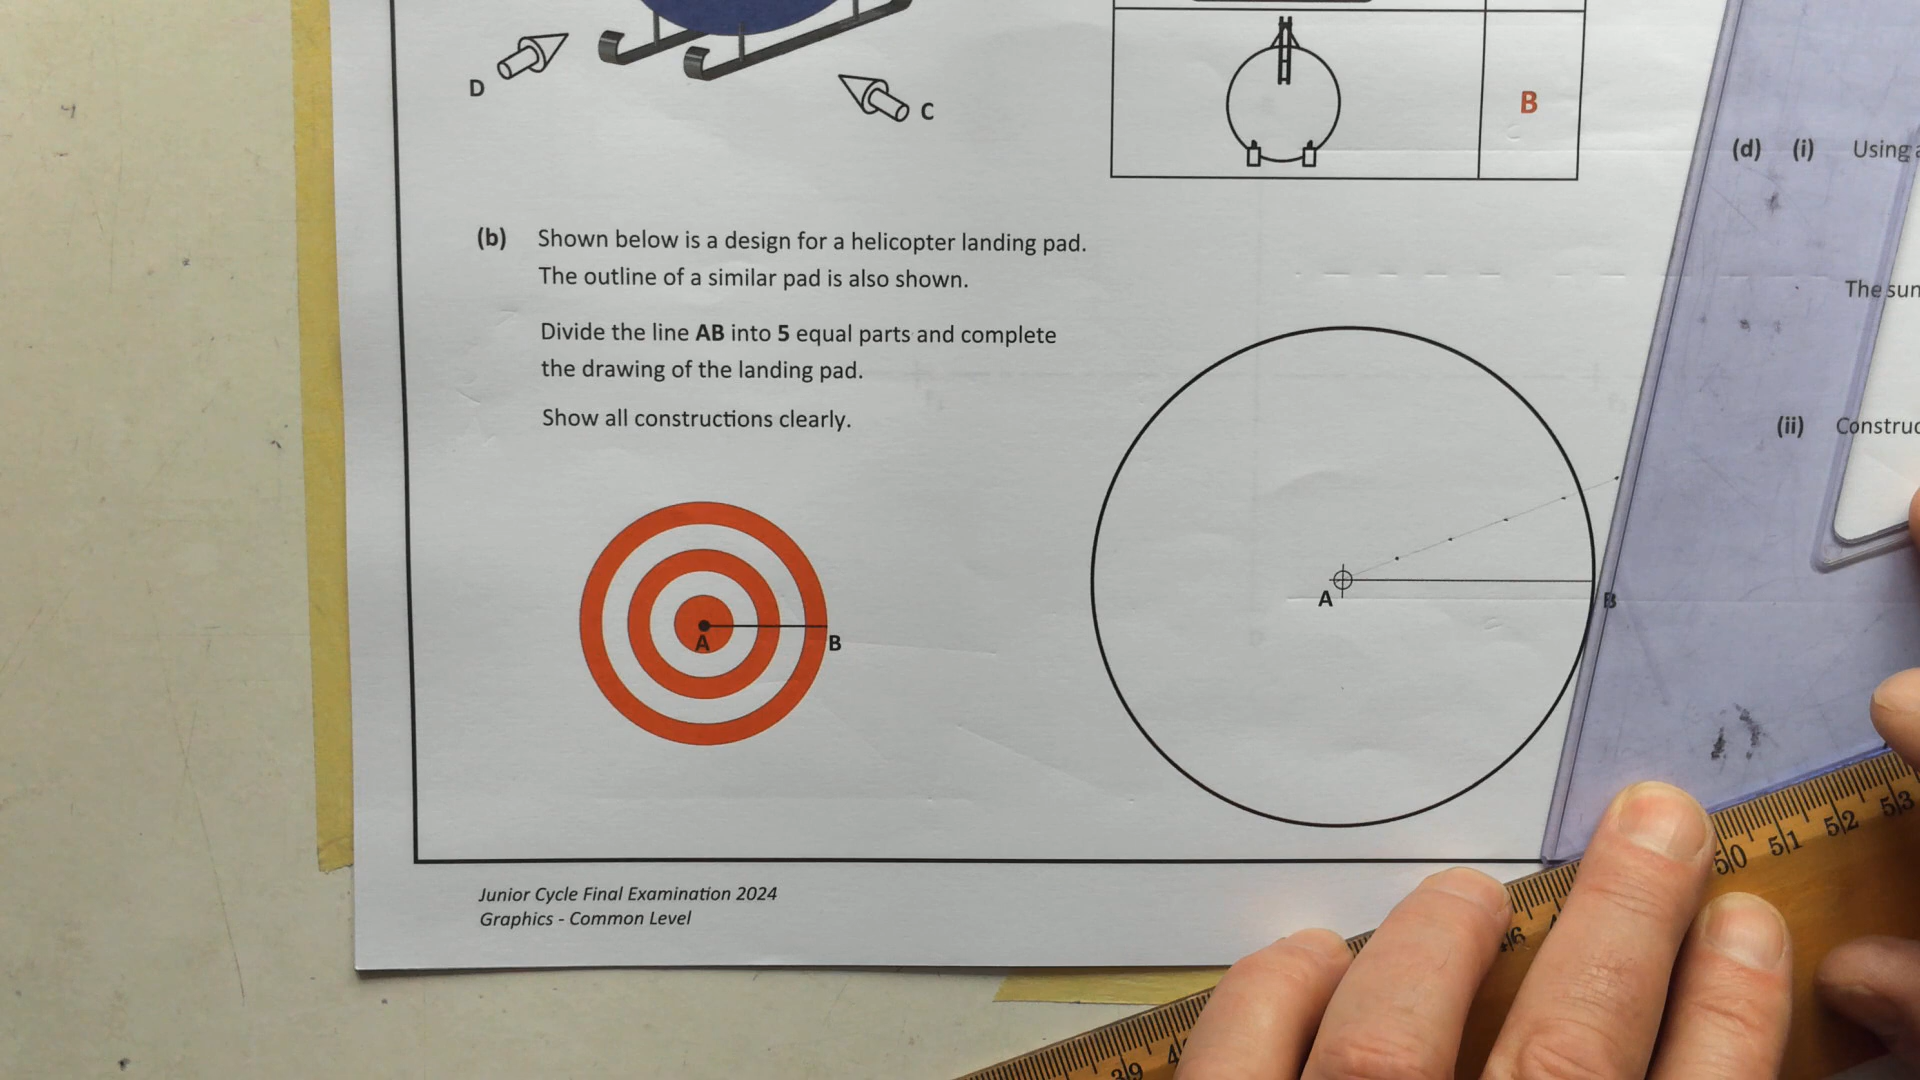 D
C
B
(b) Shown below is a design for a helicopter landing pad.
The outline of a similar pad is also shown.
Divide the line AB into 5 equal parts and complete
the drawing of the landing pad.
Show all constructions clearly.
A
B
A
B
(d) (i) Using
The sun
(ii) Construc
Junior Cycle Final Examination 2024
Graphics - Common Level
39
46
50 51 52 53